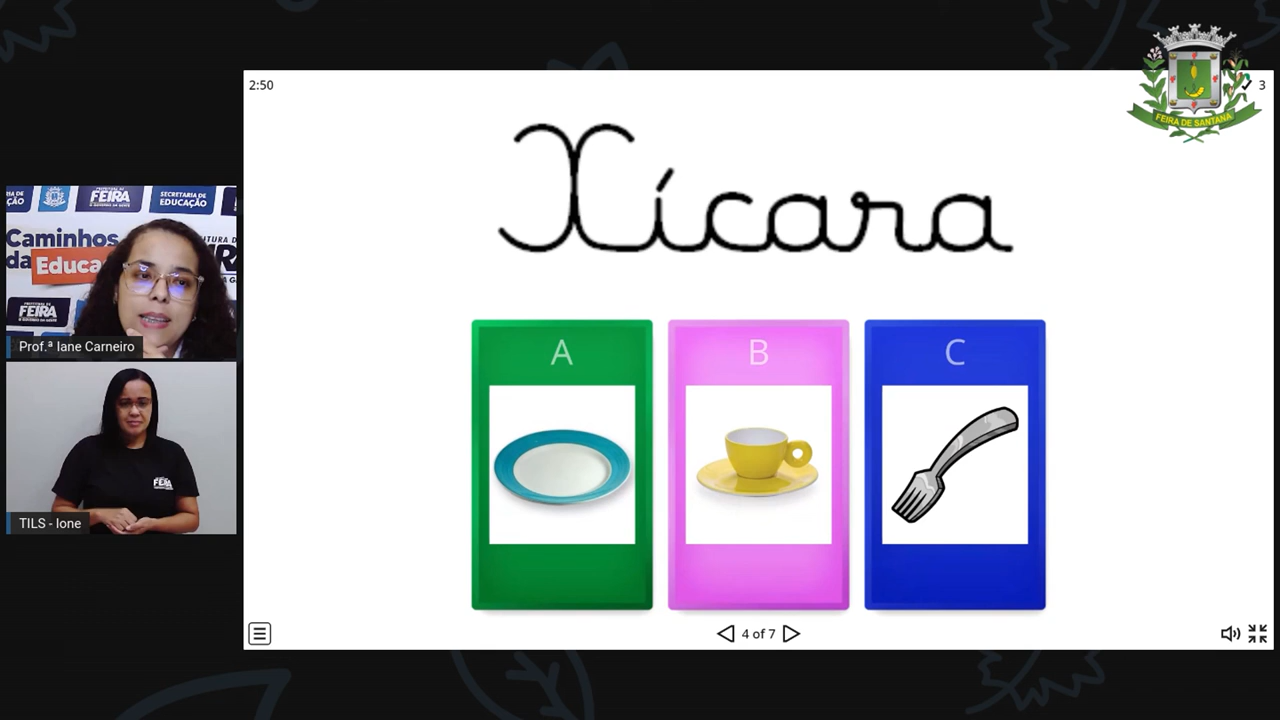 2:50
3
FEIRA DE SANTANA
Xícara
A
B
C
4 of 7
FEIRA
SECRETARIA DE
EDUCAÇÃO
Caminhos
da Educa
FEIRA
Prof.ª Iane Carneiro
FEIRA
TILS - Ione